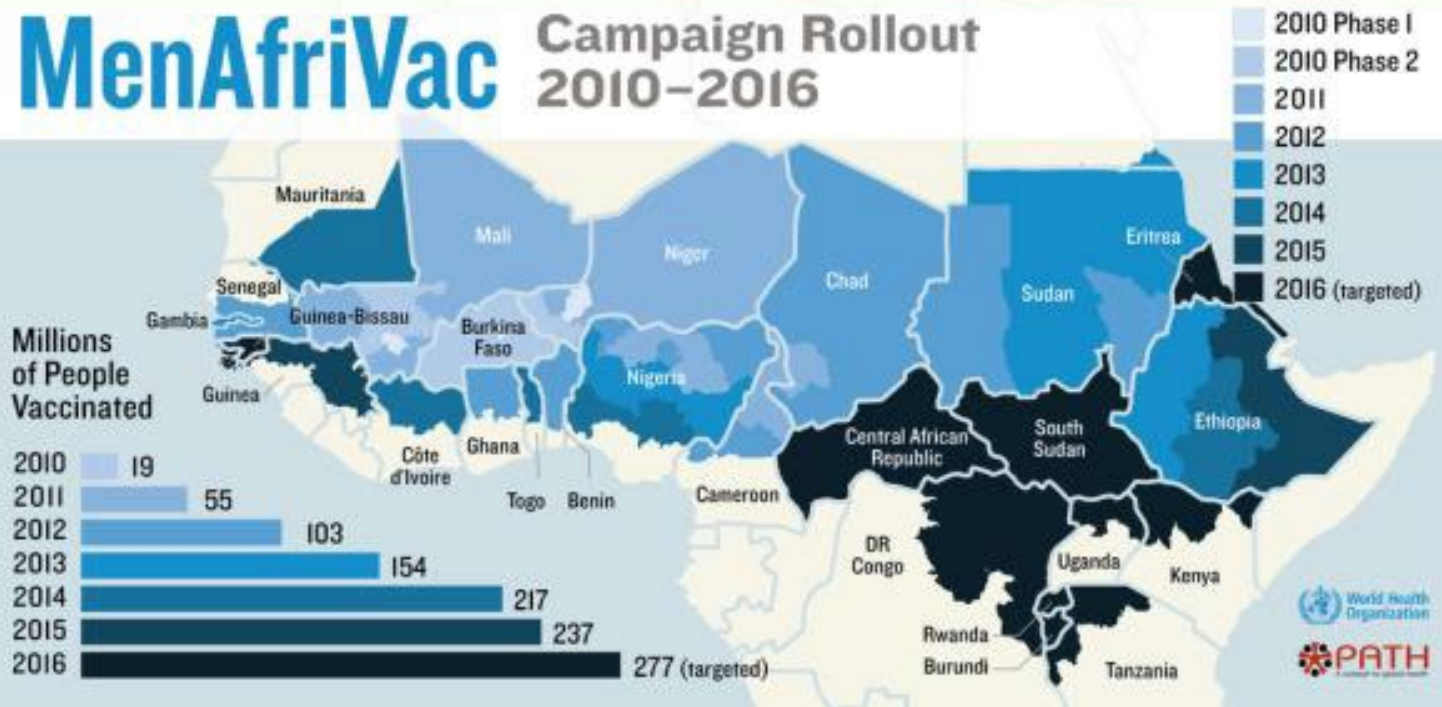 MenAfriVac
Campaign Rollout
2010–2016
2010 Phase 1
2010 Phase 2
2011
2012
2013
2014
2015
2016 (targeted)
Mauritania
Mali
Niger
Chad
Sudan
Eritrea
Senegal
Gambia
Guinea-Bissau
Burkina
Faso
Nigeria
Guinea
Côte
d'Ivoire
Ghana
Togo
Benin
Cameroon
Central African
Republic
South
Sudan
Ethiopia
DR
Congo
Uganda
Kenya
Rwanda
Burundi
Tanzania
Millions
of People
Vaccinated
2010 19
2011 55
2012 103
2013 154
2014 217
2015 237
2016 277 (targeted)
World Health
Organization
PATH